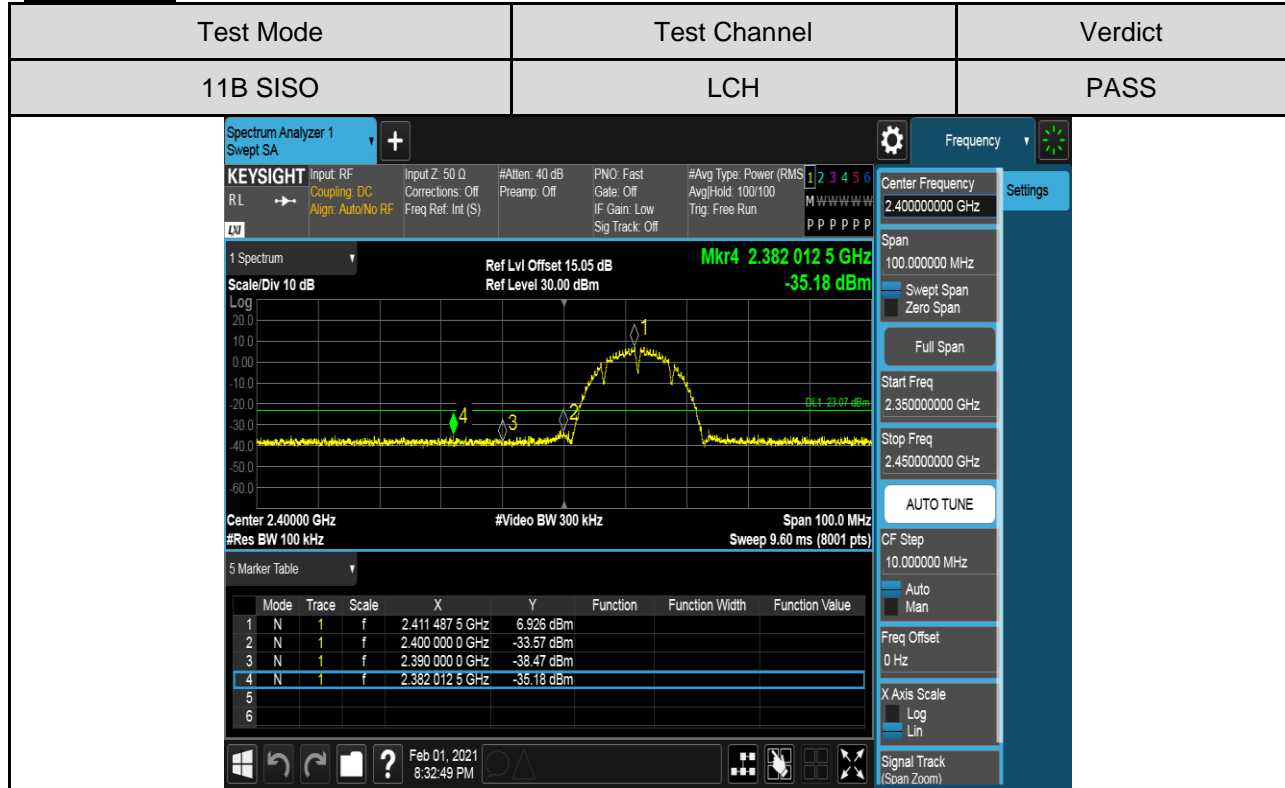 Test Mode Test Channel Verdict
11B SISO LCH PASS
Spectrum Analyzer 1
Swept SA
+
Frequency
KEYSIGHT
RL
LXI
Input: RF
Coupling: DC
Align: Auto/No RF
Input Z: 50 Ω
Corrections: Off
Freq Ref: Int (S)
#Atten: 40 dB
Preamp: Off
PNO: Fast
Gate: Off
IF Gain: Low
Sig Track: Off
#Avg Type: Power (RMS
Avg|Hold: 100/100
Trig: Free Run
1 2 3 4 5 6
M W W W W W
P P P P P P
1 Spectrum
Scale/Div 10 dB
Ref Lvl Offset 15.05 dB
Ref Level 30.00 dBm
Mkr4 2.382 012 5 GHz
-35.18 dBm
Log
20.0
10.0
0.00
-10.0
-20.0
-30.0
-40.0
-50.0
-60.0
1
2
3
4
DL1 -23.07 dBm
Center 2.40000 GHz #Video BW 300 kHz Span 100.0 MHz
#Res BW 100 kHz Sweep 9.60 ms (8001 pts)
5 Marker Table
Mode Trace Scale X Y Function Function Width Function Value
1 N 1 f 2.411 487 5 GHz 6.926 dBm
2 N 1 f 2.400 000 0 GHz -33.57 dBm
3 N 1 f 2.390 000 0 GHz -38.47 dBm
4 N 1 f 2.382 012 5 GHz -35.18 dBm
5
6
?
Feb 01, 2021
8:32:49 PM
Center Frequency
2.400000000 GHz
Settings
Span
100.000000 MHz
Swept Span
Zero Span
Full Span
Start Freq
2.350000000 GHz
Stop Freq
2.450000000 GHz
AUTO TUNE
CF Step
10.000000 MHz
Auto
Man
Freq Offset
0 Hz
X Axis Scale
Log
Lin
Signal Track
(Span Zoom)